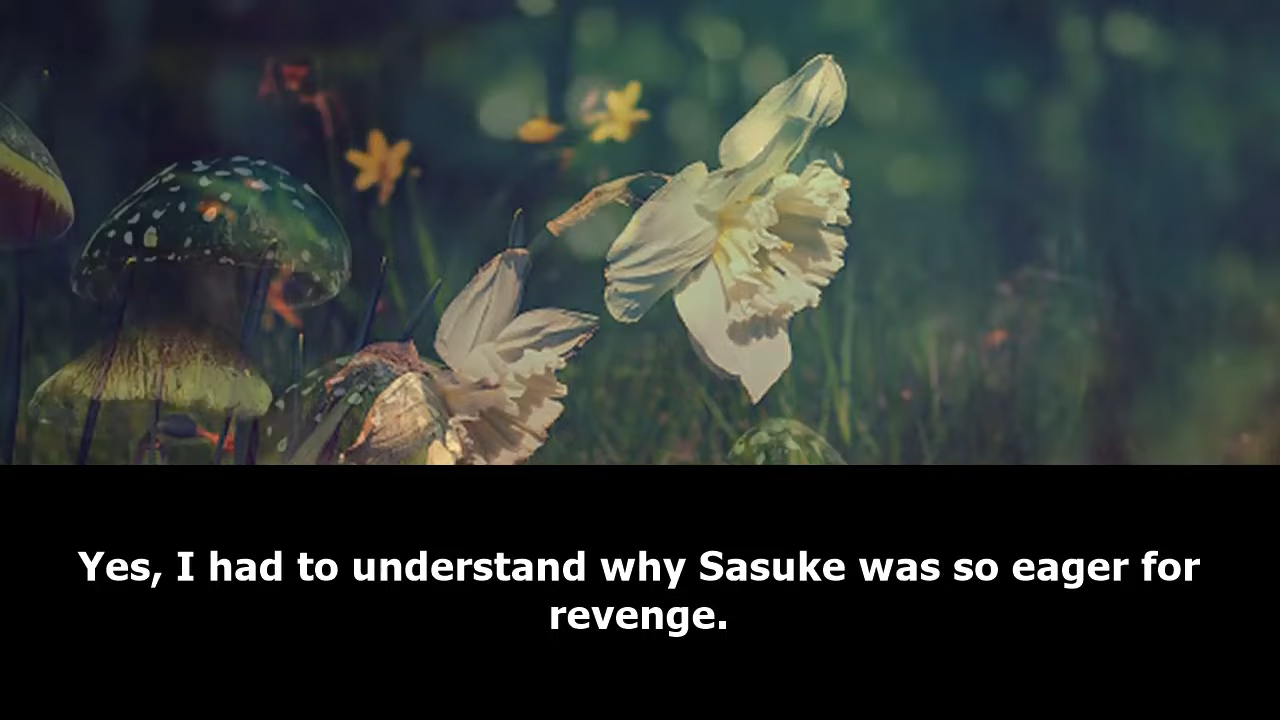 Yes, I had to understand why Sasuke was so eager for
revenge.